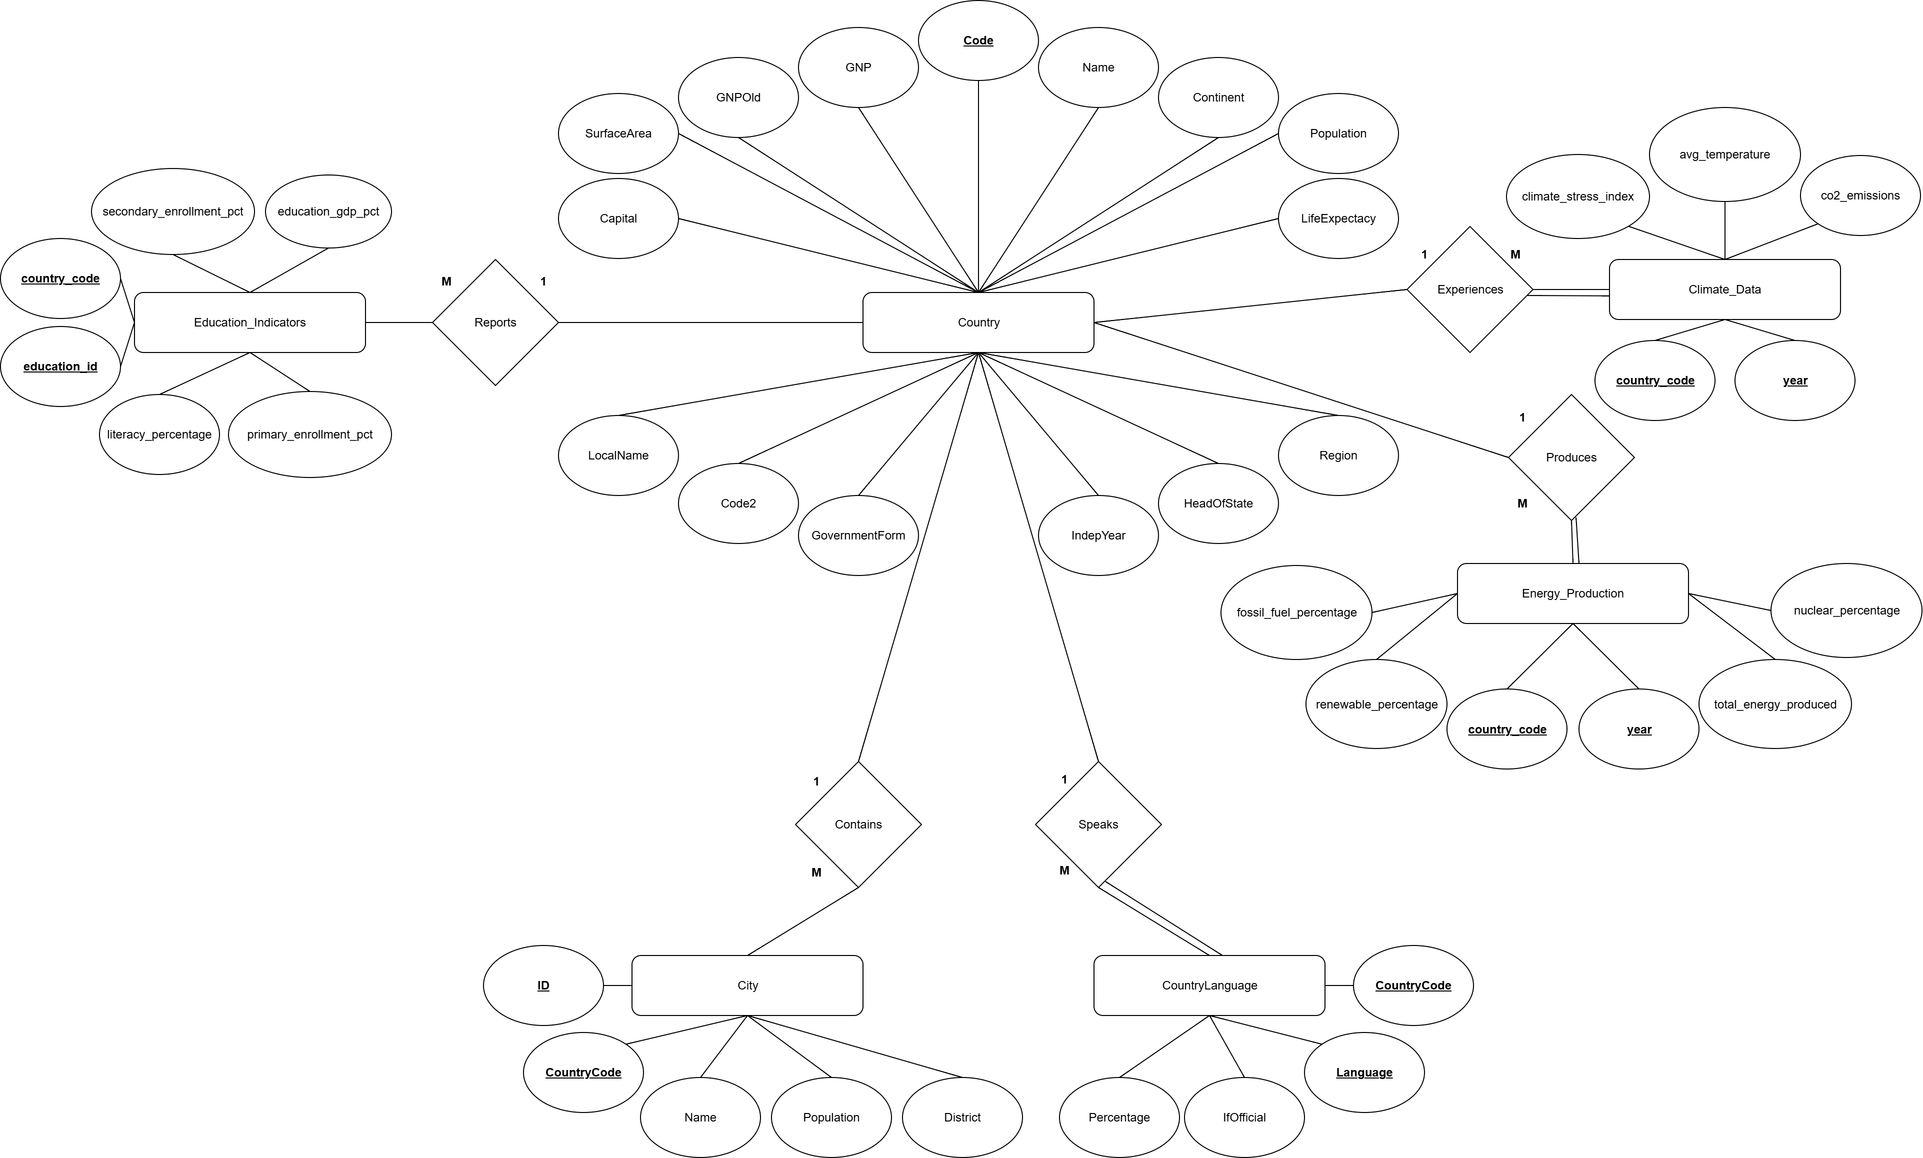 Code
GNP
Name
GNPOld
Continent
SurfaceArea
Population
Capital
LifeExpectacy
avg_temperature
climate_stress_index
co2_emissions
secondary_enrollment_pct
education_gdp_pct
country_code
education_id
Education_Indicators
literacy_percentage
primary_enrollment_pct
M
1
Reports
Country
1
M
Experiences
Climate_Data
country_code
year
LocalName
Code2
GovernmentForm
IndepYear
HeadOfState
Region
1
Produces
M
Energy_Production
fossil_fuel_percentage
nuclear_percentage
renewable_percentage
country_code
year
total_energy_produced
1
Contains
M
1
Speaks
M
ID
City
CountryCode
Name
Population
District
CountryLanguage
CountryCode
Language
Percentage
IfOfficial